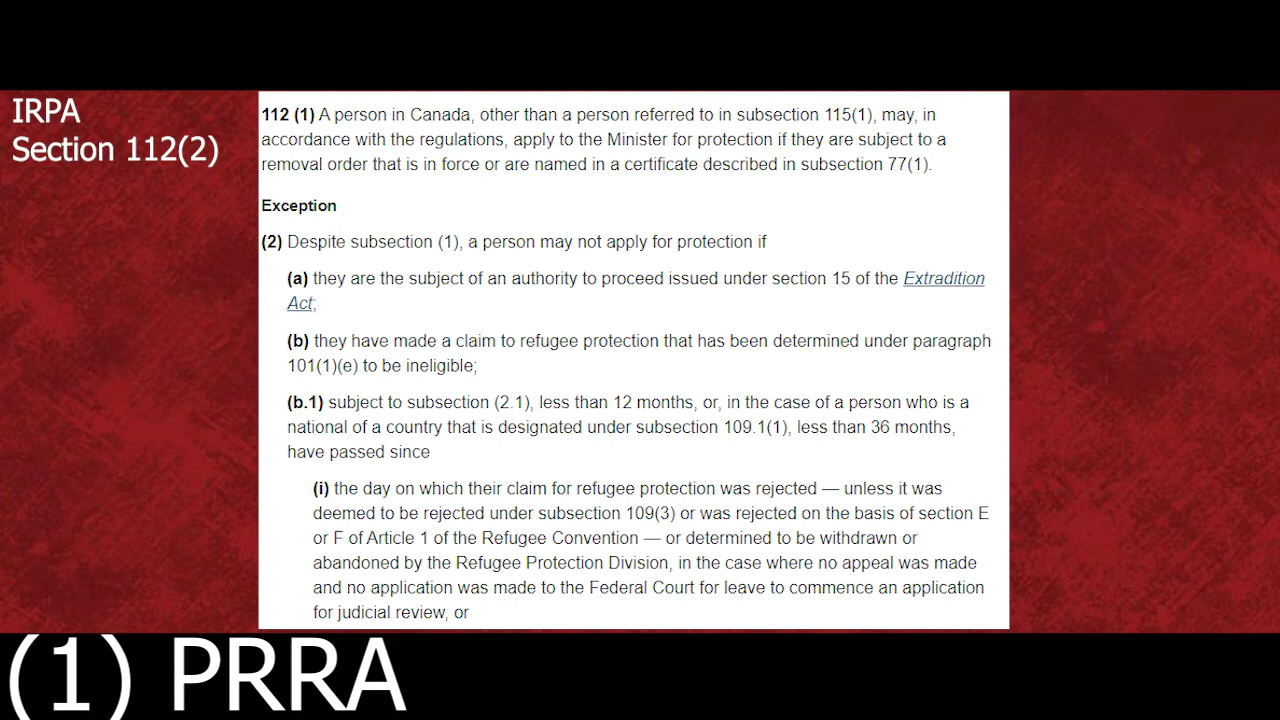 IRPA
Section 112(2)
112 (1) A person in Canada, other than a person referred to in subsection 115(1), may, in
accordance with the regulations, apply to the Minister for protection if they are subject to a
removal order that is in force or are named in a certificate described in subsection 77(1).
Exception
(2) Despite subsection (1), a person may not apply for protection if
(a) they are the subject of an authority to proceed issued under section 15 of the Extradition
Act;
(b) they have made a claim to refugee protection that has been determined under paragraph
101(1)(e) to be ineligible;
(b.1) subject to subsection (2.1), less than 12 months, or, in the case of a person who is a
national of a country that is designated under subsection 109.1(1), less than 36 months,
have passed since
(i) the day on which their claim for refugee protection was rejected — unless it was
deemed to be rejected under subsection 109(3) or was rejected on the basis of section E
or F of Article 1 of the Refugee Convention — or determined to be withdrawn or
abandoned by the Refugee Protection Division, in the case where no appeal was made
and no application was made to the Federal Court for leave to commence an application
for judicial review, or
(1) PRRA